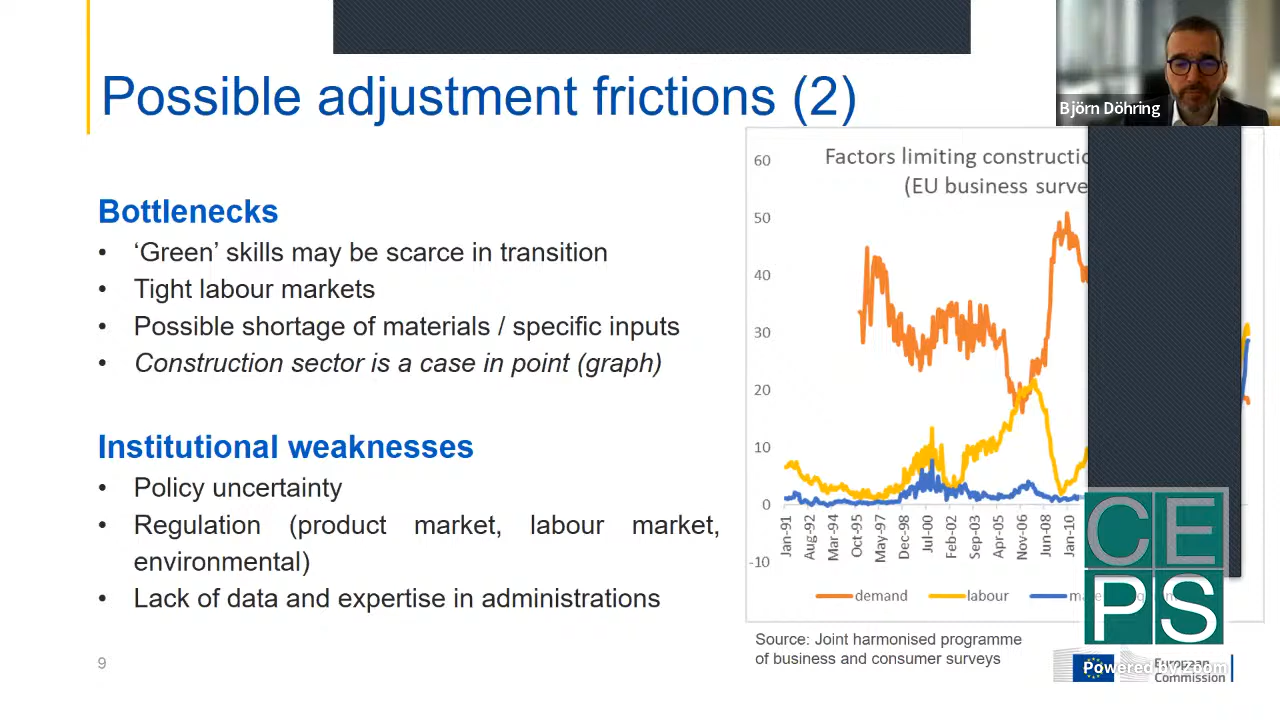 Possible adjustment frictions (2)
Björn Döhring
Bottlenecks
• ‘Green’ skills may be scarce in transition
• Tight labour markets
• Possible shortage of materials / specific inputs
• Construction sector is a case in point (graph)
Institutional weaknesses
• Policy uncertainty
• Regulation (product market, labour market,
environmental)
• Lack of data and expertise in administrations
9
Factors limiting
(EU business
60
50
40
30
20
10
0
-10
Jan-91
Aug-92
Mar-94
Oct-95
May-97
Dec-98
Jul-00
Feb-02
Sep-03
Apr-05
Nov-06
Jun-08
Jan-10
demand
labour
Source: Joint harmonised programme
of business and consumer surveys
CE
PS
Powered by Zoom
European
Commission